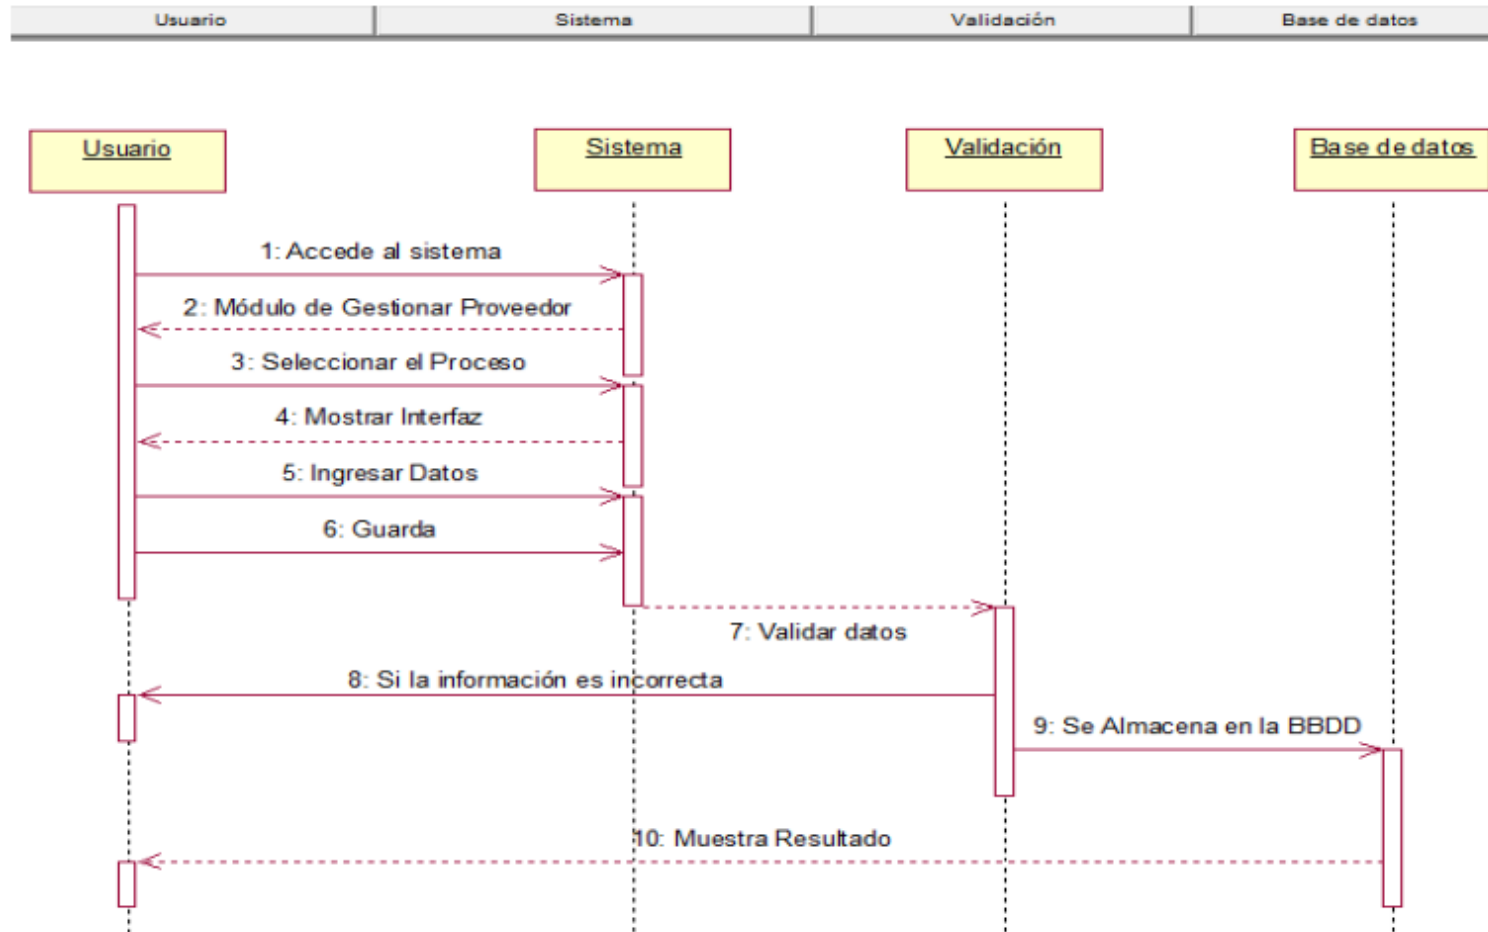 Usuario
Sistema
Validación
Base de datos
Usuario
Sistema
Validación
Base de datos
1: Accede al sistema
2: Módulo de Gestionar Proveedor
3: Seleccionar el Proceso
4: Mostrar Interfaz
5: Ingresar Datos
6: Guarda
7: Validar datos
8: Si la información es incorrecta
9: Se Almacena en la BBDD
10: Muestra Resultado